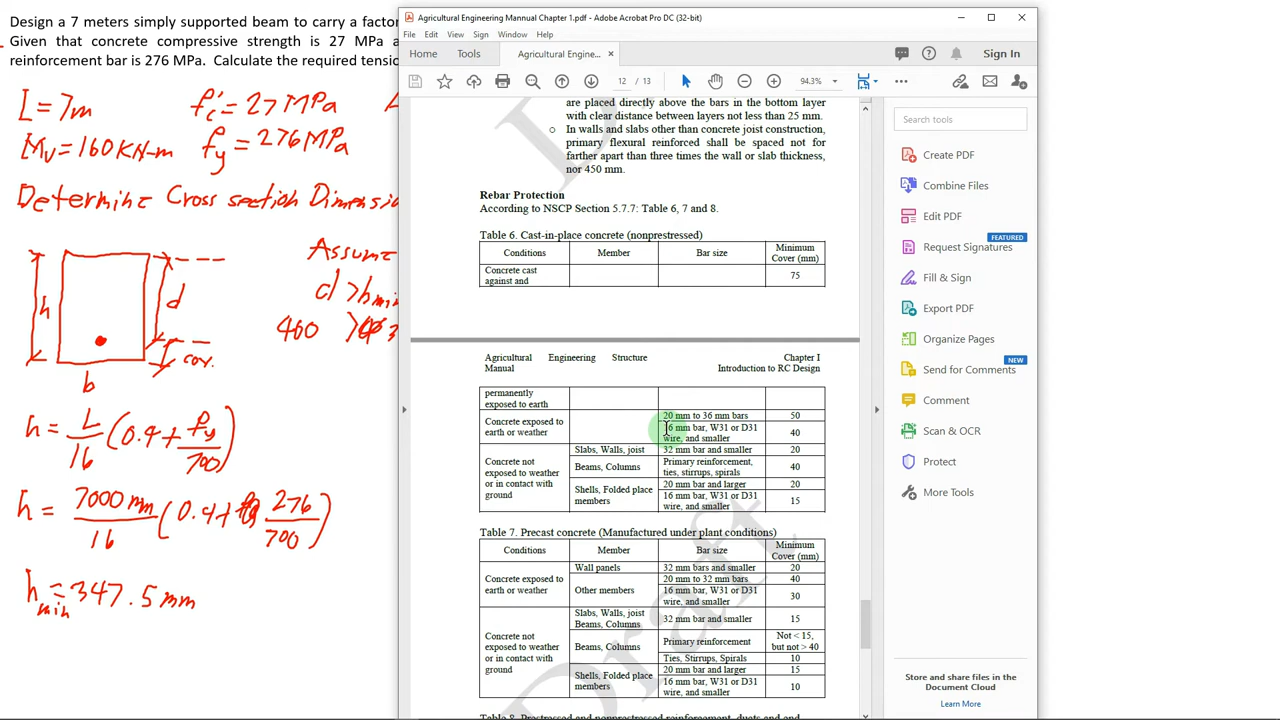 Design a 7 meters simply supported beam to carry a factor
Given that concrete compressive strength is 27 MPa a
reinforcement bar is 276 MPa. Calculate the required tensio
L = 7m
fc' = 27 MPa
Mu = 160 KN-m
fy = 276 MPa
Determine Cross section Dimensio
Assume
d > hmin
400 >
h
d
cov.
b
h = L/16 (0.4 + fy/700)
h = 7000 mm/16 (0.4 + 276/700)
h min = 347.5 mm
Agricultural Engineering Mannual Chapter 1.pdf - Adobe Acrobat Pro DC (32-bit)
File Edit View Sign Window Help
Home Tools Agricultural Enginee... × Sign In
12 / 13 94.3%
are placed directly above the bars in the bottom layer
with clear distance between layers not less than 25 mm.
o In walls and slabs other than concrete joist construction,
primary flexural reinforced shall be spaced not for
farther apart than three times the wall or slab thickness,
nor 450 mm.
Rebar Protection
According to NSCP Section 5.7.7: Table 6, 7 and 8.
Table 6. Cast-in-place concrete (nonprestressed)
Conditions Member Bar size Minimum Cover (mm)
Concrete cast against and 75
Agricultural Engineering Structure Chapter I
Manual Introduction to RC Design
permanently exposed to earth
Concrete exposed to earth or weather 20 mm to 36 mm bars 50
16 mm bar, W31 or D31 wire, and smaller 40
Concrete not exposed to weather or in contact with ground Slabs, Walls, joist 32 mm bar and smaller 20
Beams, Columns Primary reinforcement, ties, stirrups, spirals 40
Shells, Folded place members 20 mm bar and larger 20
16 mm bar, W31 or D31 wire, and smaller 15
Table 7. Precast concrete (Manufactured under plant conditions)
Conditions Member Bar size Minimum Cover (mm)
Concrete exposed to earth or weather Wall panels 32 mm bars and smaller 20
Other members 20 mm to 32 mm bars 40
16 mm bar, W31 or D31 wire, and smaller 30
Concrete not exposed to weather or in contact with ground Slabs, Walls, joist Beams, Columns 32 mm bar and smaller 15
Beams, Columns Primary reinforcement Not < 15, but not > 40
Ties, Stirrups, Spirals 10
Shells, Folded place members 20 mm bar and larger 15
16 mm bar, W31 or D31 wire, and smaller 10
Table 8. Prestressed and nonprestressed reinforcement, ducts and end
Draft
Search tools
Create PDF
Combine Files
Edit PDF
FEATURED
Request Signatures
Fill & Sign
Export PDF
Organize Pages
NEW
Send for Comments
Comment
Scan & OCR
Protect
More Tools
Store and share files in the
Document Cloud
Learn More